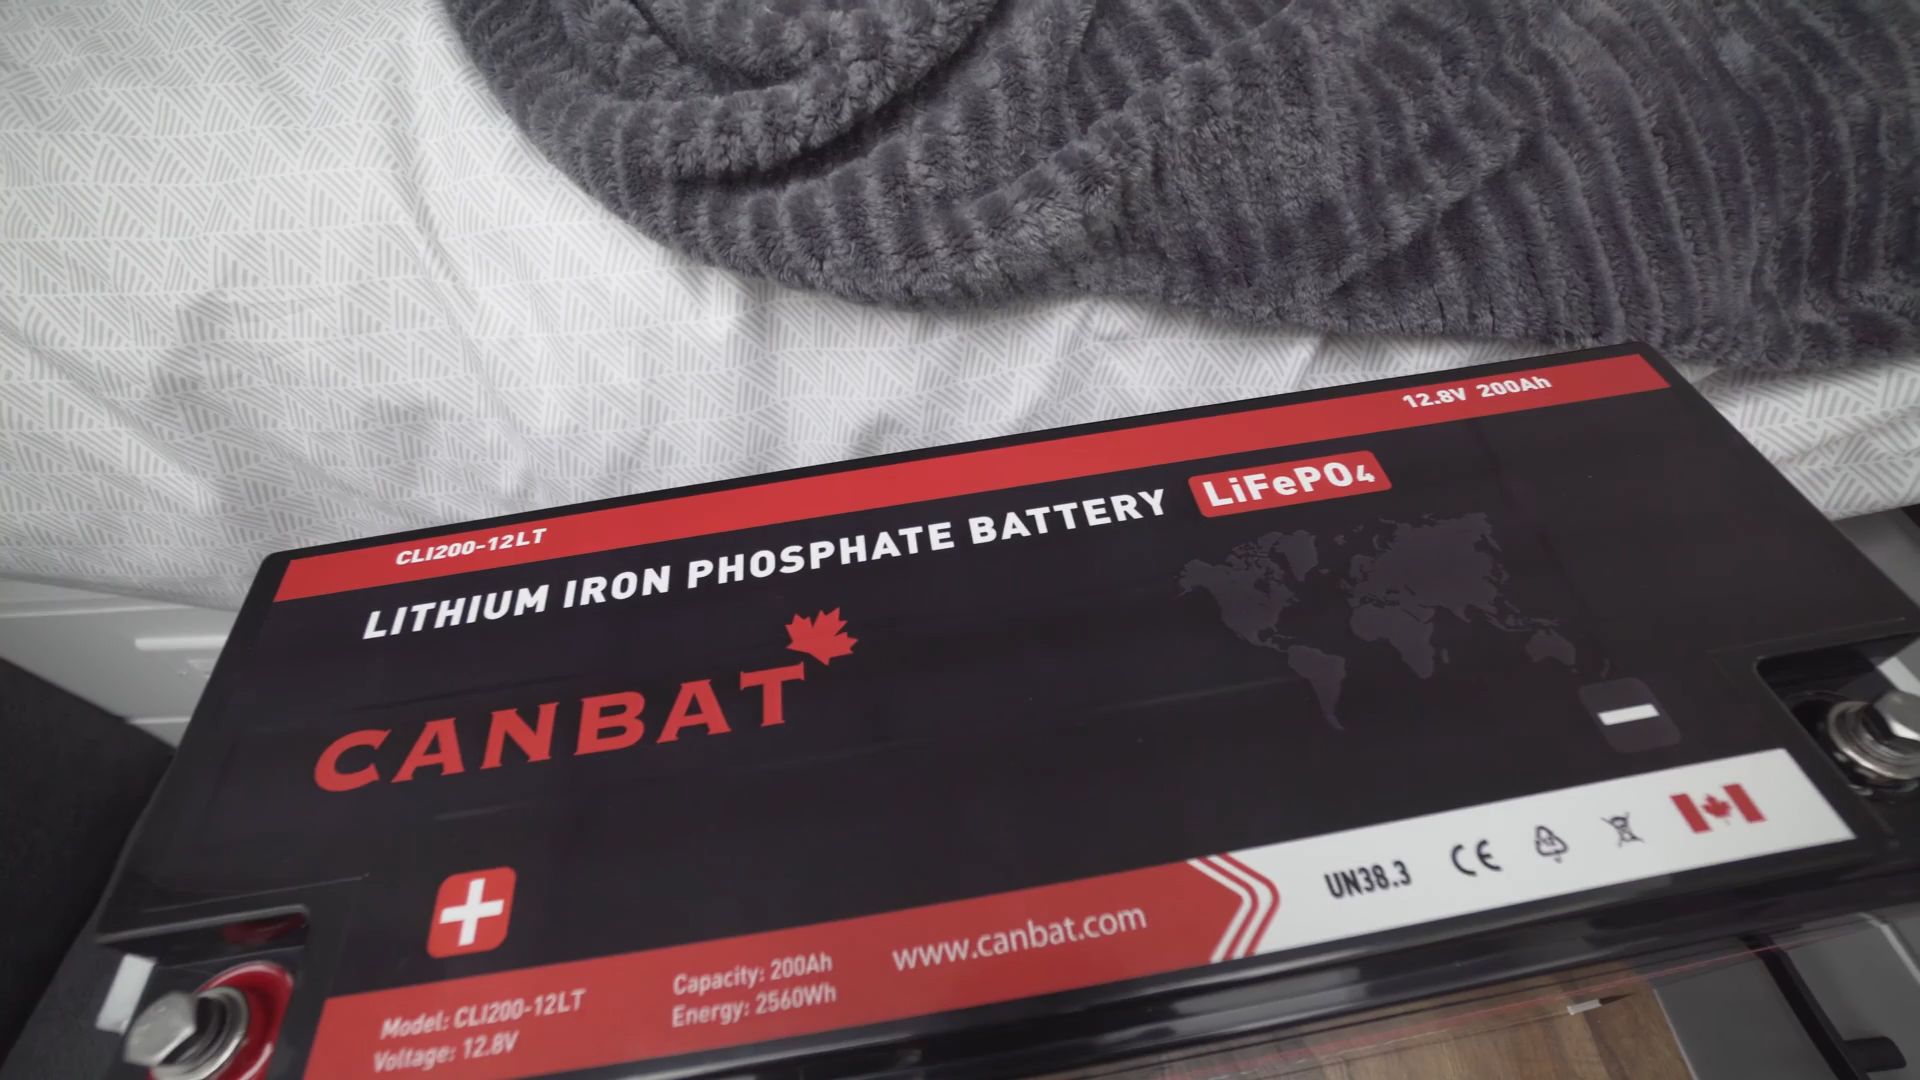 CLI200-12LT
12.8V 200Ah
LITHIUM IRON PHOSPHATE BATTERY LiFePO4
CANBAT
Model: CLI200-12LT
Voltage: 12.8V
Capacity: 200Ah
Energy: 2560Wh
www.canbat.com
UN38.3 CE